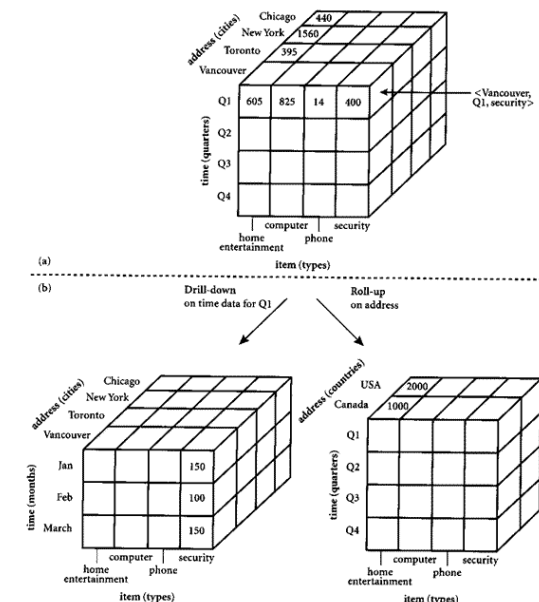 address (cities)
Chicago
New York
Toronto
Vancouver
440
1560
395
time (quarters)
Q1 605 825 14 400
<Vancouver,
Q1, security>
Q2
Q3
Q4
computer security
home
entertainment
phone
item (types)
(a)
(b)
Drill-down
on time data for Q1
Roll-up
on address
address (cities)
Chicago
New York
Toronto
Vancouver
time (months)
Jan 150
Feb 100
March 150
computer security
home
entertainment
phone
item (types)
address (countries)
USA 2000
Canada 1000
time (quarters)
Q1
Q2
Q3
Q4
computer security
home
entertainment
phone
item (types)